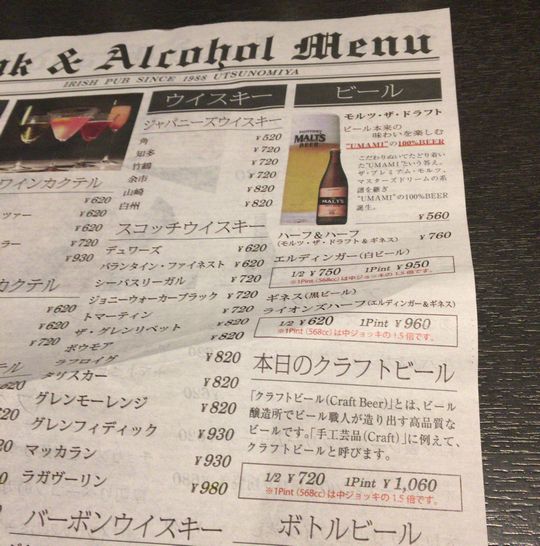 nk & Alcohol Menu
IRISH PUB SINCE 1988 UTSUNOMIYA
ワインカクテル
¥620
ツァー ¥620
ラー ¥720
¥930
カクテル
¥620
¥620
テル
¥720
ウイスキー
ジャパニーズウイスキー
角 ¥520
知多 ¥720
竹鶴 ¥720
余市 ¥720
山崎 ¥820
白州 ¥820
スコッチウイスキー
デュワーズ ¥620
バランタイン・ファイネスト ¥620
シーバスリーガル ¥720
ジョニーウォーカーブラック ¥720
トマーティン ¥720
ザ・グレンリベット ¥820
ボウモア ¥820
ラフロイグ
タリスカー ¥820
グレンモーレンジ ¥820
グレンフィディック ¥820
マッカラン ¥930
ラガヴーリン ¥930
¥980
バーボンウイスキー
ビール
SUNTORY
MALT'S
BEER
MALT'S
モルツ・ザ・ドラフト
ビール本来の
味わいを楽しむ
"UMAMI"の100%BEER
こだわりぬいてたどり着い
た"UMAMI"という答え。
ザ・プレミアム・モルツ、
マスターズドリームの系
譜を継ぎ
"UMAMI"の100%BEER
誕生。
¥560
ハーフ&ハーフ ¥760
(モルツ・ザ・ドラフト&ギネス)
エルディンガー(白ビール)
1/2 ¥750 1Pint ¥950
※1Pint (568cc)は中ジョッキの1.5倍です。
ギネス(黒ビール)
ライオンズハーフ(エルディンガー&ギネス)
1/2 ¥620 1Pint ¥960
※1Pint (568cc)は中ジョッキの1.5倍です。
本日のクラフトビール
「クラフトビール(Craft Beer)」とは、ビール
醸造所でビール職人が造り出す高品質な
ビールです。「手工芸品(Craft)」に例えて、
クラフトビールと呼びます。
1/2 ¥720 1Pint ¥1,060
※1Pint (568cc)は中ジョッキの1.5倍です。
ボトルビール